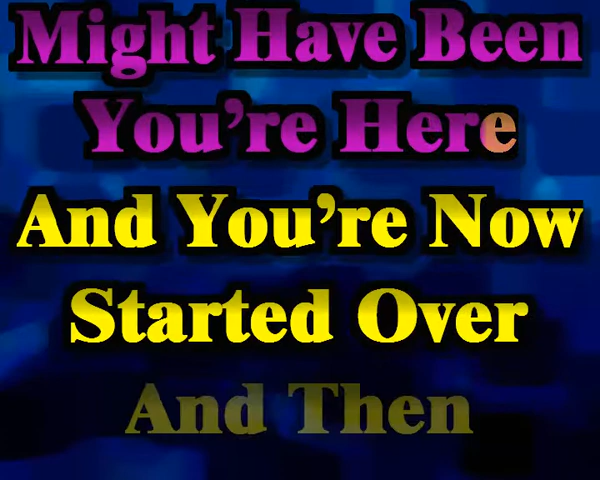 Might Have Been
You’re Here
And You’re Now
Started Over
And Then